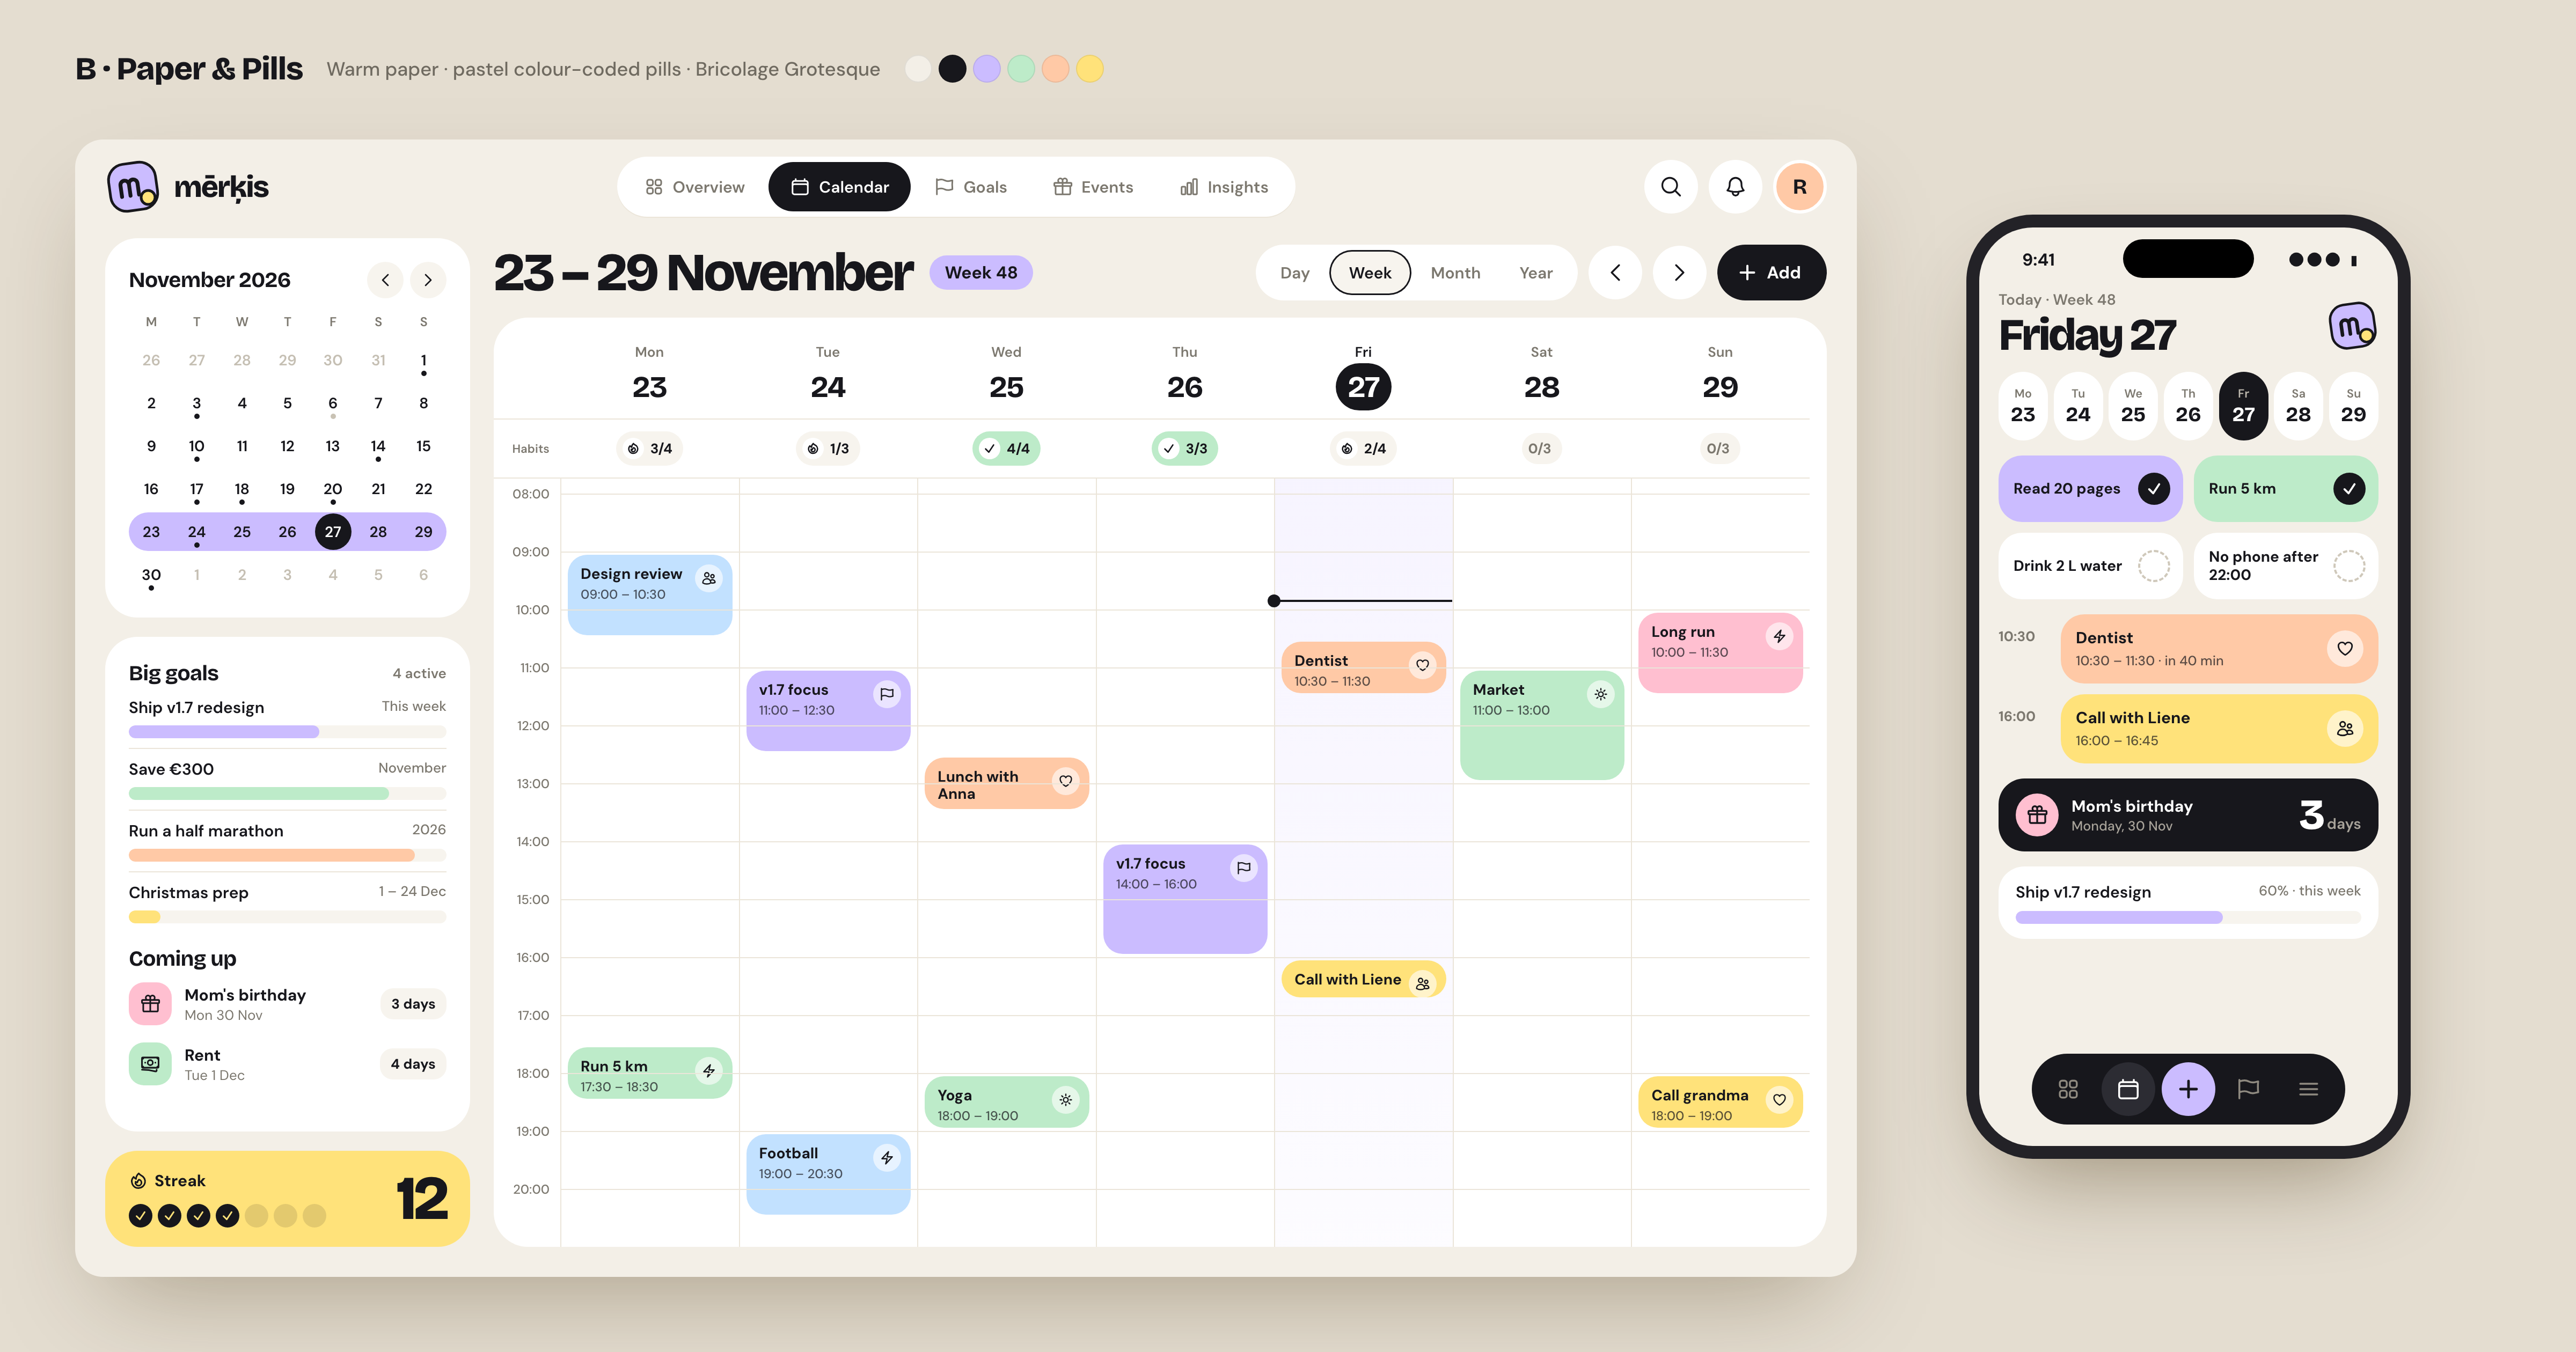 B · Paper & Pills
Warm paper · pastel colour-coded pills · Bricolage Grotesque
m
mērķis
Overview
Calendar
Goals
Events
Insights
R
November 2026
M T W T F S S
26 27 28 29 30 31 1
2 3 4 5 6 7 8
9 10 11 12 13 14 15
16 17 18 19 20 21 22
23 24 25 26 27 28 29
30 1 2 3 4 5 6
Big goals
4 active
Ship v1.7 redesign
This week
Save €300
November
Run a half marathon
2026
Christmas prep
1 – 24 Dec
Coming up
Mom's birthday
Mon 30 Nov
3 days
Rent
Tue 1 Dec
4 days
Streak
12
23 – 29 November
Week 48
Day
Week
Month
Year
+ Add
Mon Tue Wed Thu Fri Sat Sun
23 24 25 26 27 28 29
Habits
3/4
1/3
4/4
3/3
2/4
0/3
0/3
08:00
09:00
10:00
11:00
12:00
13:00
14:00
15:00
16:00
17:00
18:00
19:00
20:00
Design review
09:00 – 10:30
Run 5 km
17:30 – 18:30
v1.7 focus
11:00 – 12:30
Football
19:00 – 20:30
Lunch with
Anna
Yoga
18:00 – 19:00
v1.7 focus
14:00 – 16:00
Dentist
10:30 – 11:30
Call with Liene
Market
11:00 – 13:00
Long run
10:00 – 11:30
Call grandma
18:00 – 19:00
9:41
Today · Week 48
Friday 27
m
Mo Tu We Th Fr Sa Su
23 24 25 26 27 28 29
Read 20 pages
Run 5 km
Drink 2 L water
No phone after
22:00
10:30
Dentist
10:30 – 11:30 · in 40 min
16:00
Call with Liene
16:00 – 16:45
Mom's birthday
Monday, 30 Nov
3 days
Ship v1.7 redesign
60% · this week